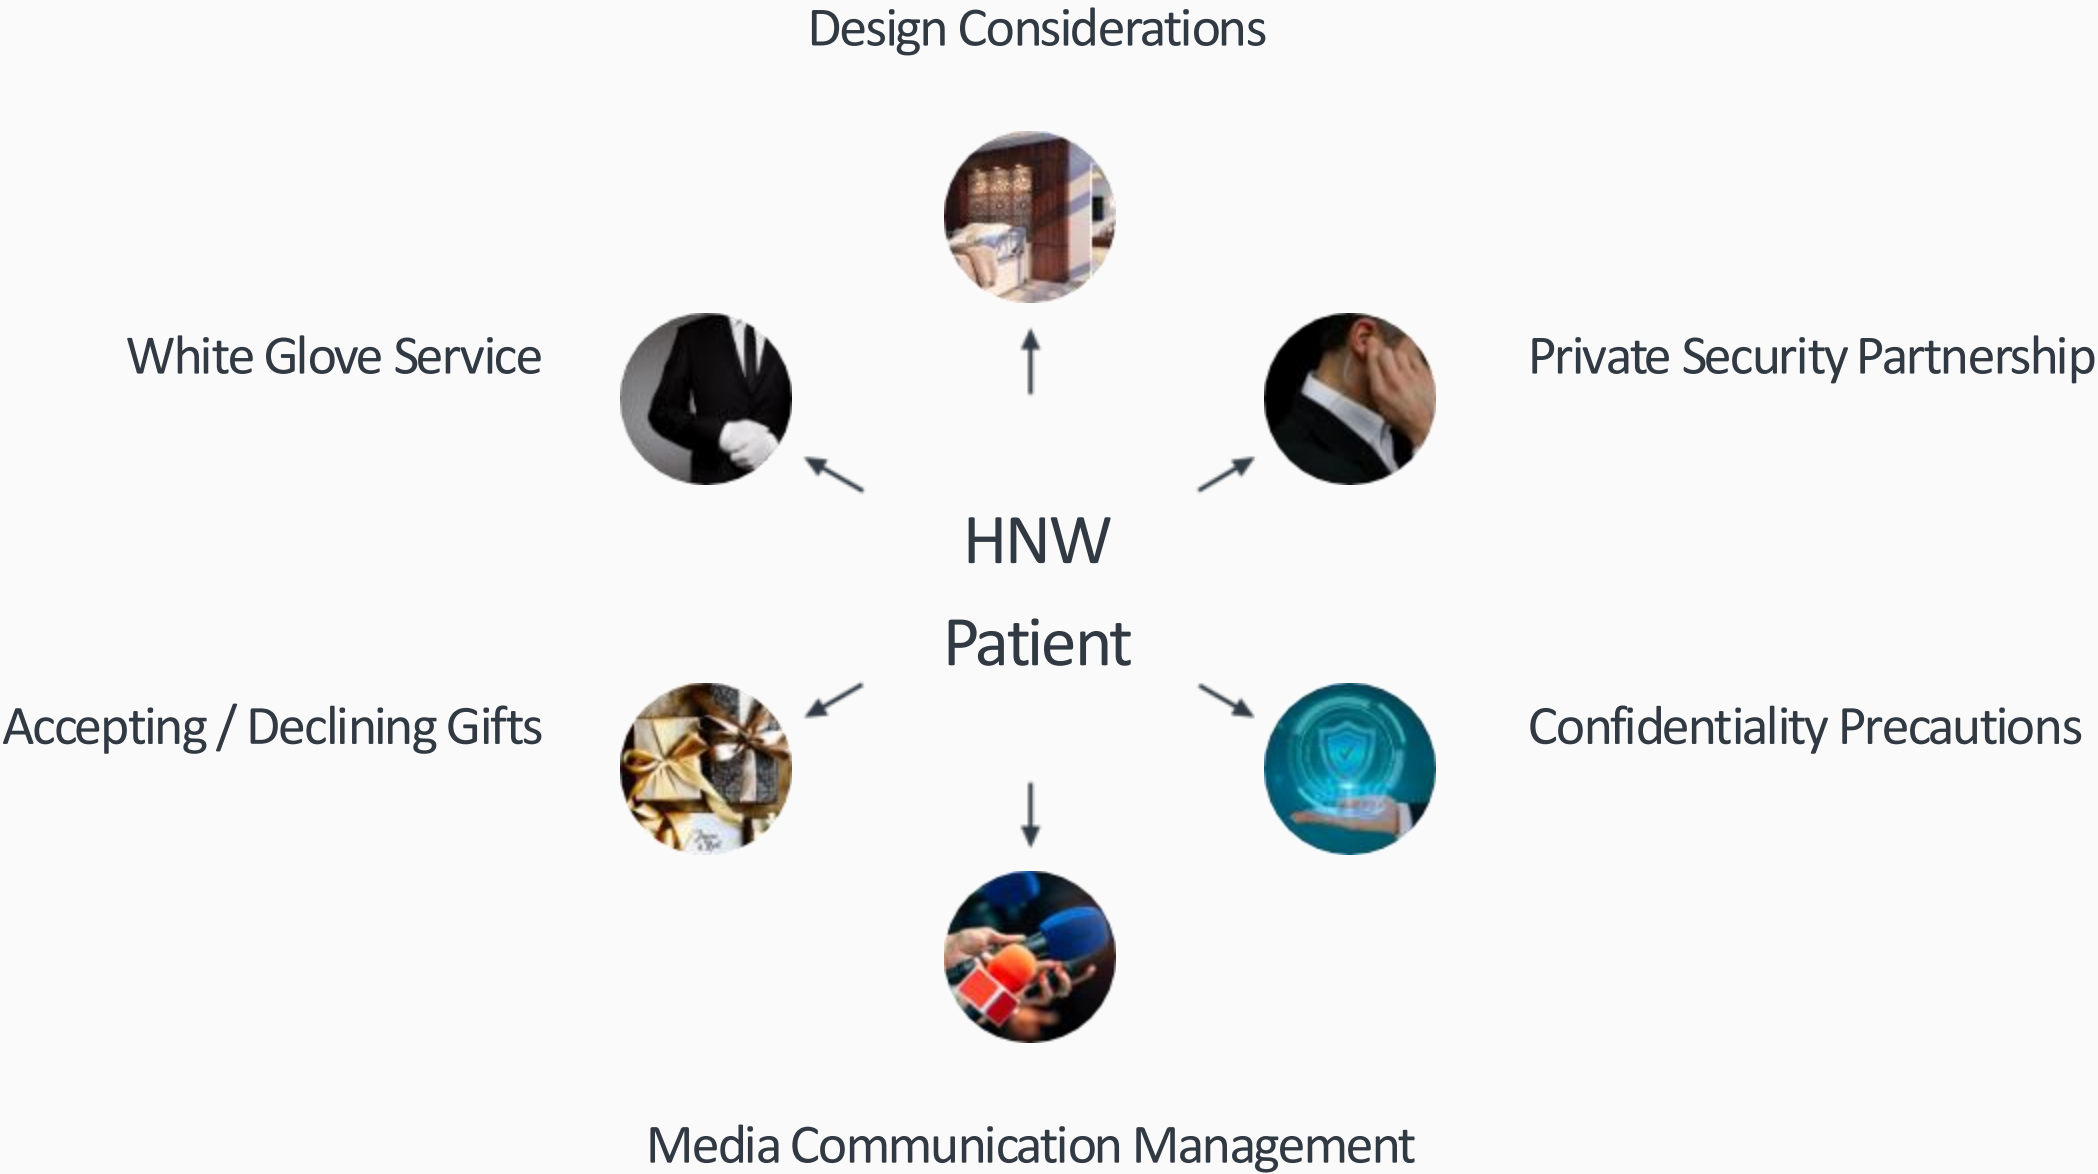 Design Considerations
White Glove Service
Private Security Partnership
HNW
Patient
Accepting / Declining Gifts
Confidentiality Precautions
Media Communication Management